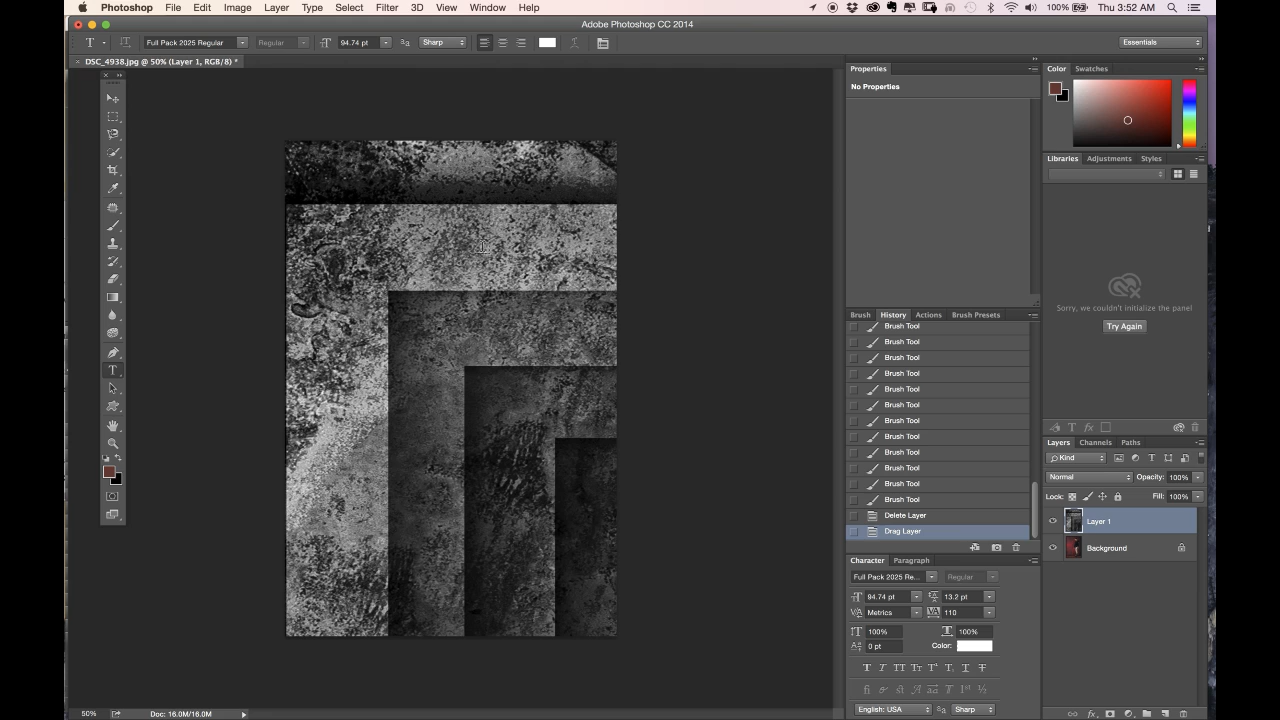 Photoshop File Edit Image Layer Type Select Filter 3D View Window Help
100% Thu 3:52 AM
Adobe Photoshop CC 2014
T Full Pack 2025 Regular Regular 94.74 pt Sharp Essentials
× DSC_4938.jpg @ 50% (Layer 1, RGB/8) *
Properties
No Properties
Color Swatches
Libraries Adjustments Styles
Sorry, we couldn't initialize the panel
Try Again
Brush History Actions Brush Presets
Brush Tool
Brush Tool
Brush Tool
Brush Tool
Brush Tool
Brush Tool
Brush Tool
Brush Tool
Brush Tool
Brush Tool
Brush Tool
Brush Tool
Delete Layer
Drag Layer
Layers Channels Paths
Kind
Normal Opacity: 100%
Lock: Fill: 100%
Layer 1
Background
Character Paragraph
Full Pack 2025 Re... Regular
94.74 pt 13.2 pt
Metrics 110
100% 100%
0 pt Color:
English: USA Sharp
50% Doc: 16.0M/16.0M